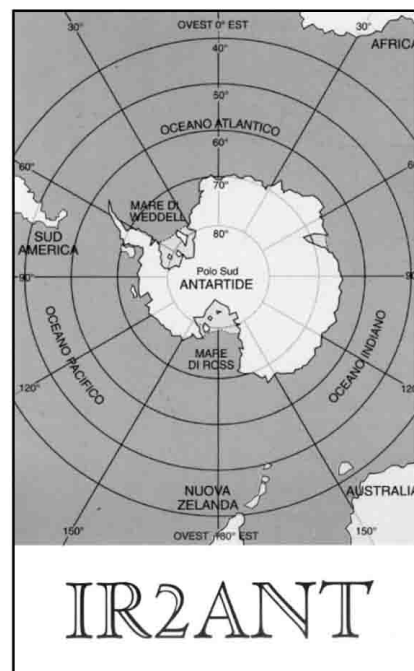 OVEST 0° EST
30°
30°
40°
AFRICA
50°
OCEANO ATLANTICO
60°
60°
60°
70°
MARE DI
WEDDELL
SUD
AMERICA
80°
Polo Sud
ANTARTIDE
90°
90°
MARE
DI ROSS
OCEANO PACIFICO
OCEANO INDIANO
120°
120°
NUOVA
ZELANDA
AUSTRALIA
150°
OVEST 180° EST
150°
IR2ANT